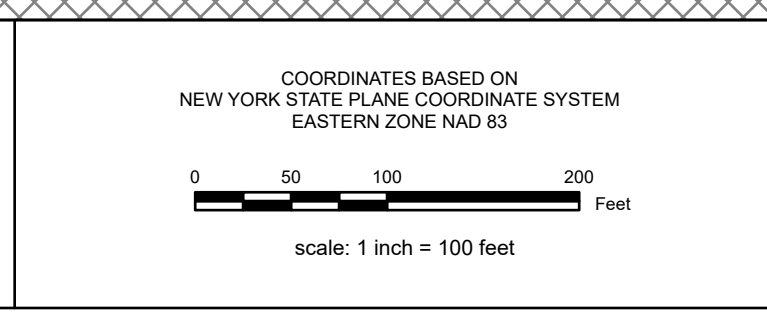 COORDINATES BASED ON
NEW YORK STATE PLANE COORDINATE SYSTEM
EASTERN ZONE NAD 83
0 50 100 200
Feet
scale: 1 inch = 100 feet